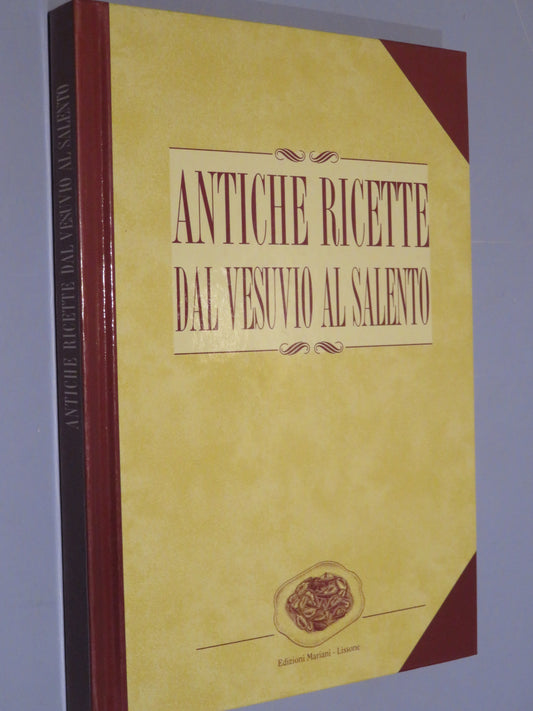 ANTICHE RICETTE DAL VESUVIO AL SALENTO
ANTICHE RICETTE
DAL VESUVIO AL SALENTO
Edizioni Mariani - Lissone